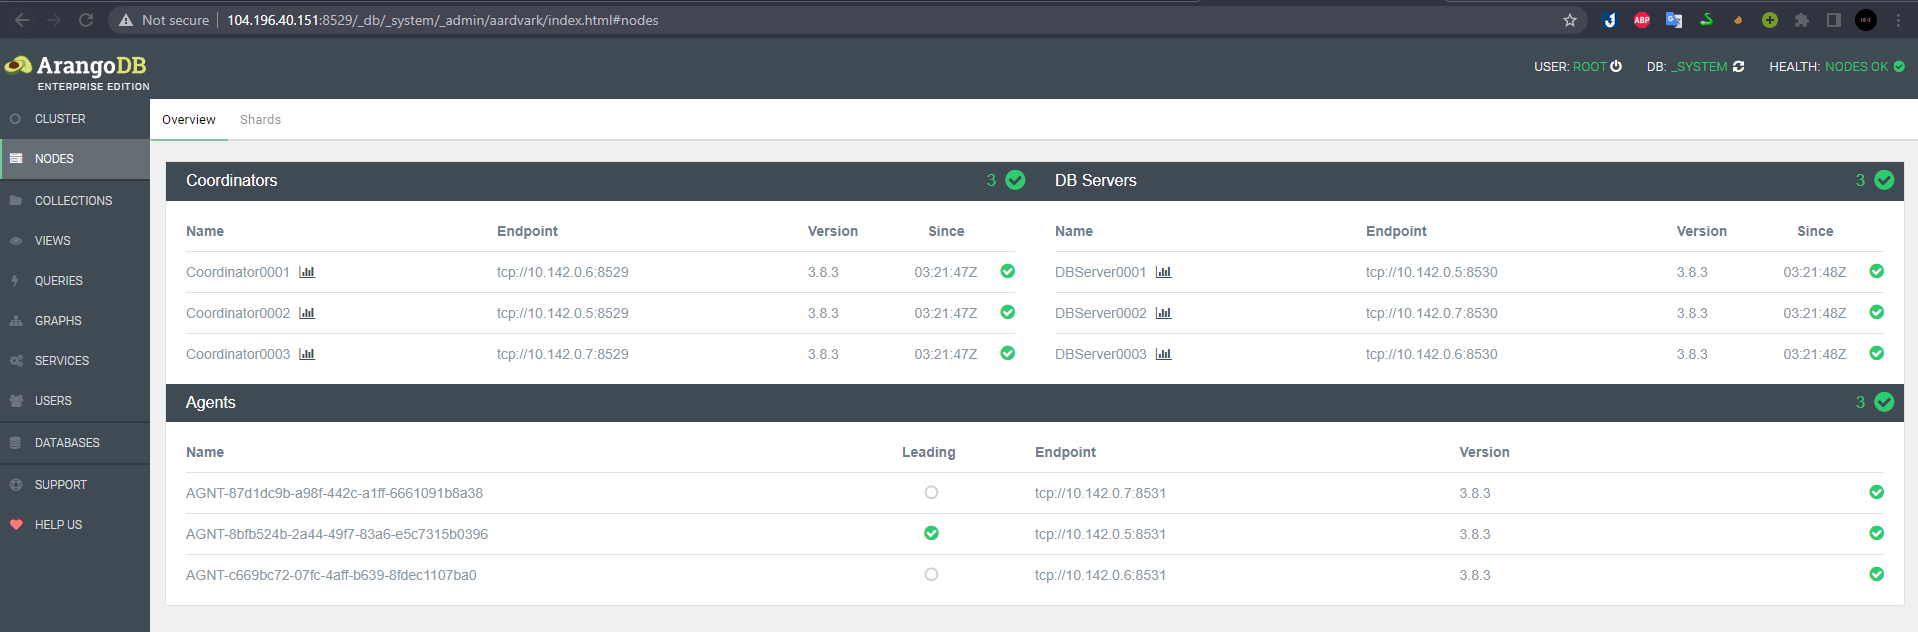 Not secure 104.196.40.151:8529/_db/_system/_admin/aardvark/index.html#nodes
ABP
ArangoDB
ENTERPRISE EDITION
USER: ROOT DB: _SYSTEM HEALTH: NODES OK
CLUSTER
NODES
COLLECTIONS
VIEWS
QUERIES
GRAPHS
SERVICES
USERS
DATABASES
SUPPORT
HELP US
Overview Shards
Coordinators 3
Name Endpoint Version Since
Coordinator0001 tcp://10.142.0.6:8529 3.8.3 03:21:47Z
Coordinator0002 tcp://10.142.0.5:8529 3.8.3 03:21:47Z
Coordinator0003 tcp://10.142.0.7:8529 3.8.3 03:21:47Z
DB Servers 3
Name Endpoint Version Since
DBServer0001 tcp://10.142.0.5:8530 3.8.3 03:21:48Z
DBServer0002 tcp://10.142.0.7:8530 3.8.3 03:21:48Z
DBServer0003 tcp://10.142.0.6:8530 3.8.3 03:21:48Z
Agents 3
Name Leading Endpoint Version
AGNT-87d1dc9b-a98f-442c-a1ff-6661091b8a38 tcp://10.142.0.7:8531 3.8.3
AGNT-8bfb524b-2a44-49f7-83a6-e5c7315b0396 tcp://10.142.0.5:8531 3.8.3
AGNT-c669bc72-07fc-4aff-b639-8fdec1107ba0 tcp://10.142.0.6:8531 3.8.3